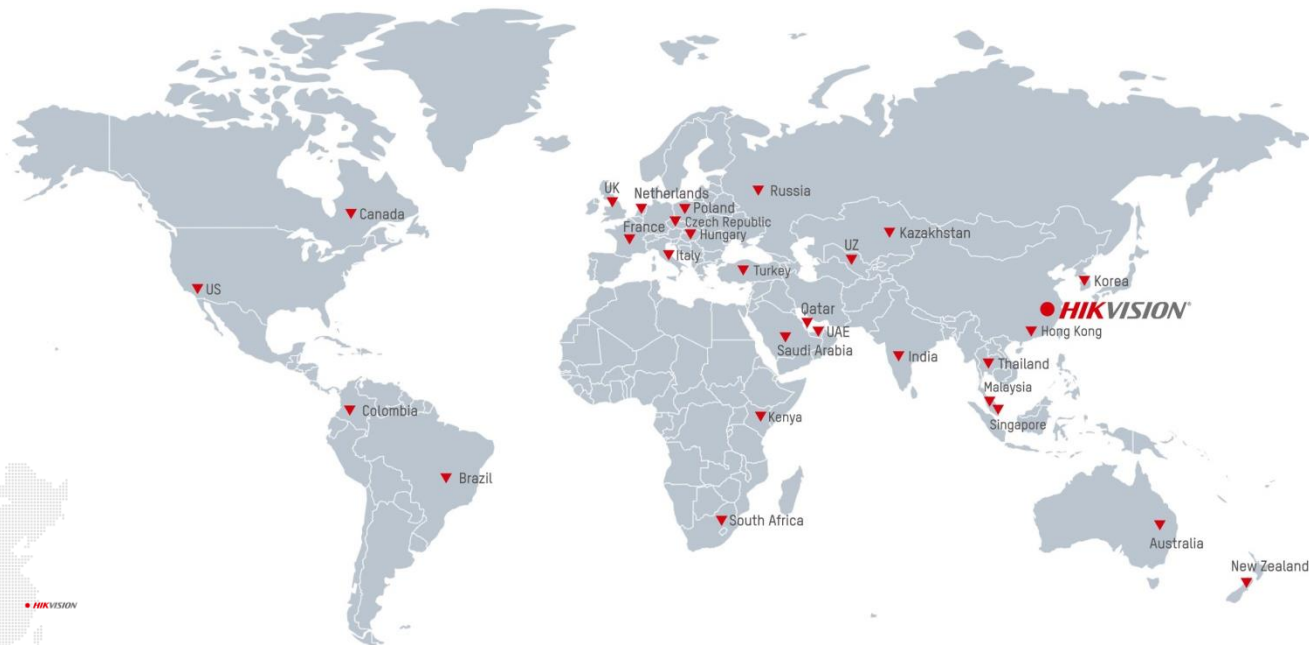 UK
Netherlands
Russia
Canada
Poland
Czech Republic
France
Hungary
Kazakhstan
UZ
Italy
Turkey
Korea
US
HIKVISION®
Qatar
UAE
Hong Kong
Saudi Arabia
India
Thailand
Malaysia
Colombia
Kenya
Singapore
Brazil
South Africa
Australia
New Zealand
HIKVISION